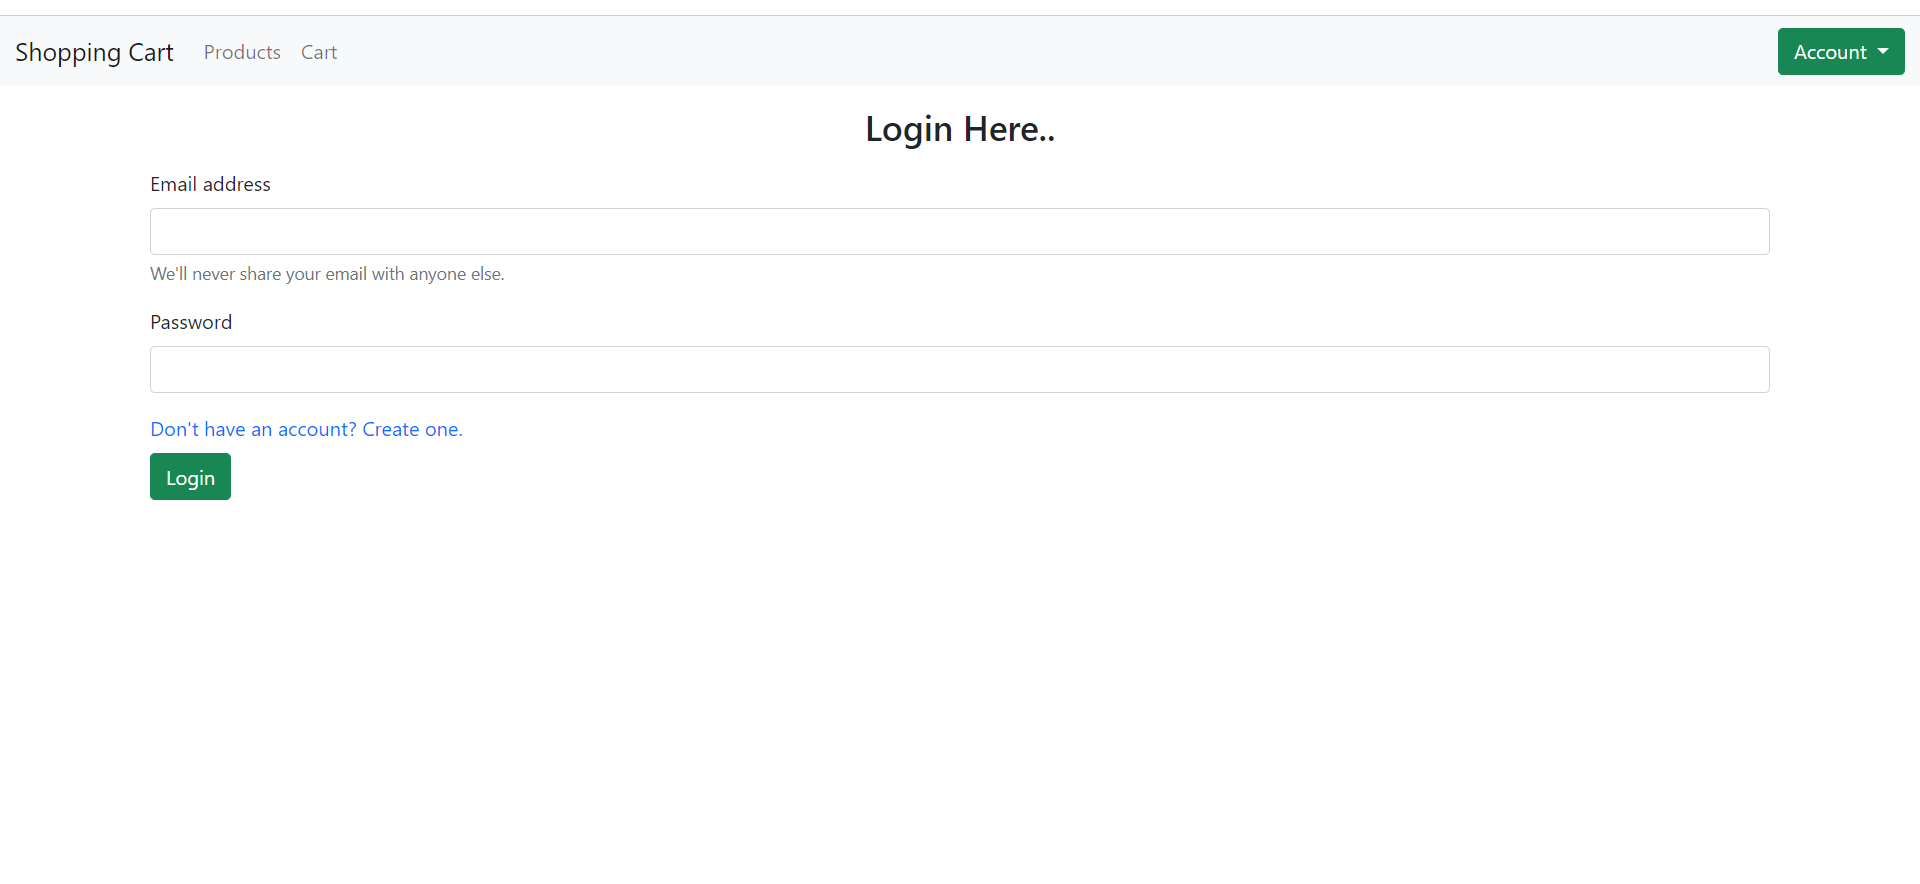 Shopping Cart Products Cart Account
Login Here..
Email address
We'll never share your email with anyone else.
Password
Don't have an account? Create one.
Login